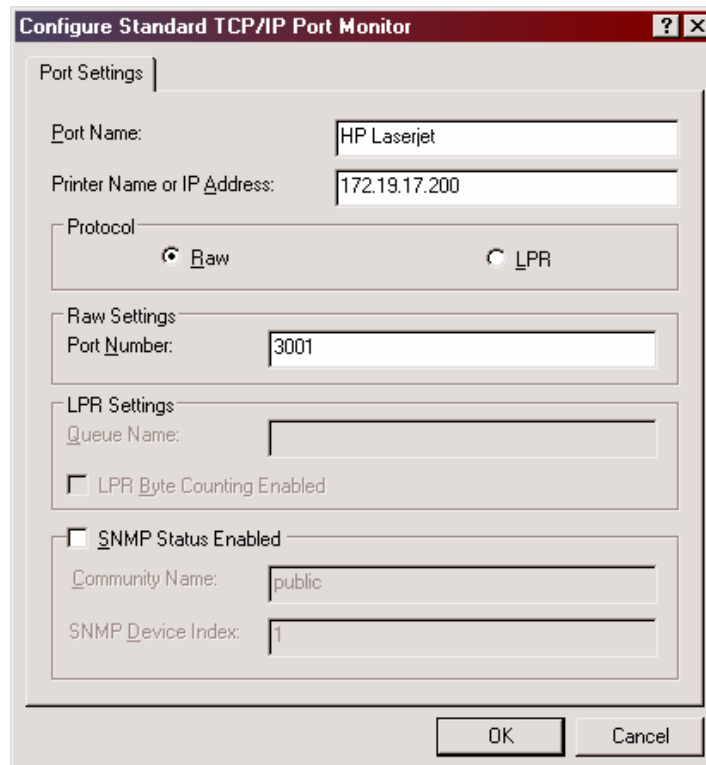 Configure Standard TCP/IP Port Monitor
Port Settings
Port Name: HP Laserjet
Printer Name or IP Address: 172.19.17.200
Protocol
Raw LPR
Raw Settings
Port Number: 3001
LPR Settings
Queue Name:
LPR Byte Counting Enabled
SNMP Status Enabled
Community Name: public
SNMP Device Index: 1
OK Cancel